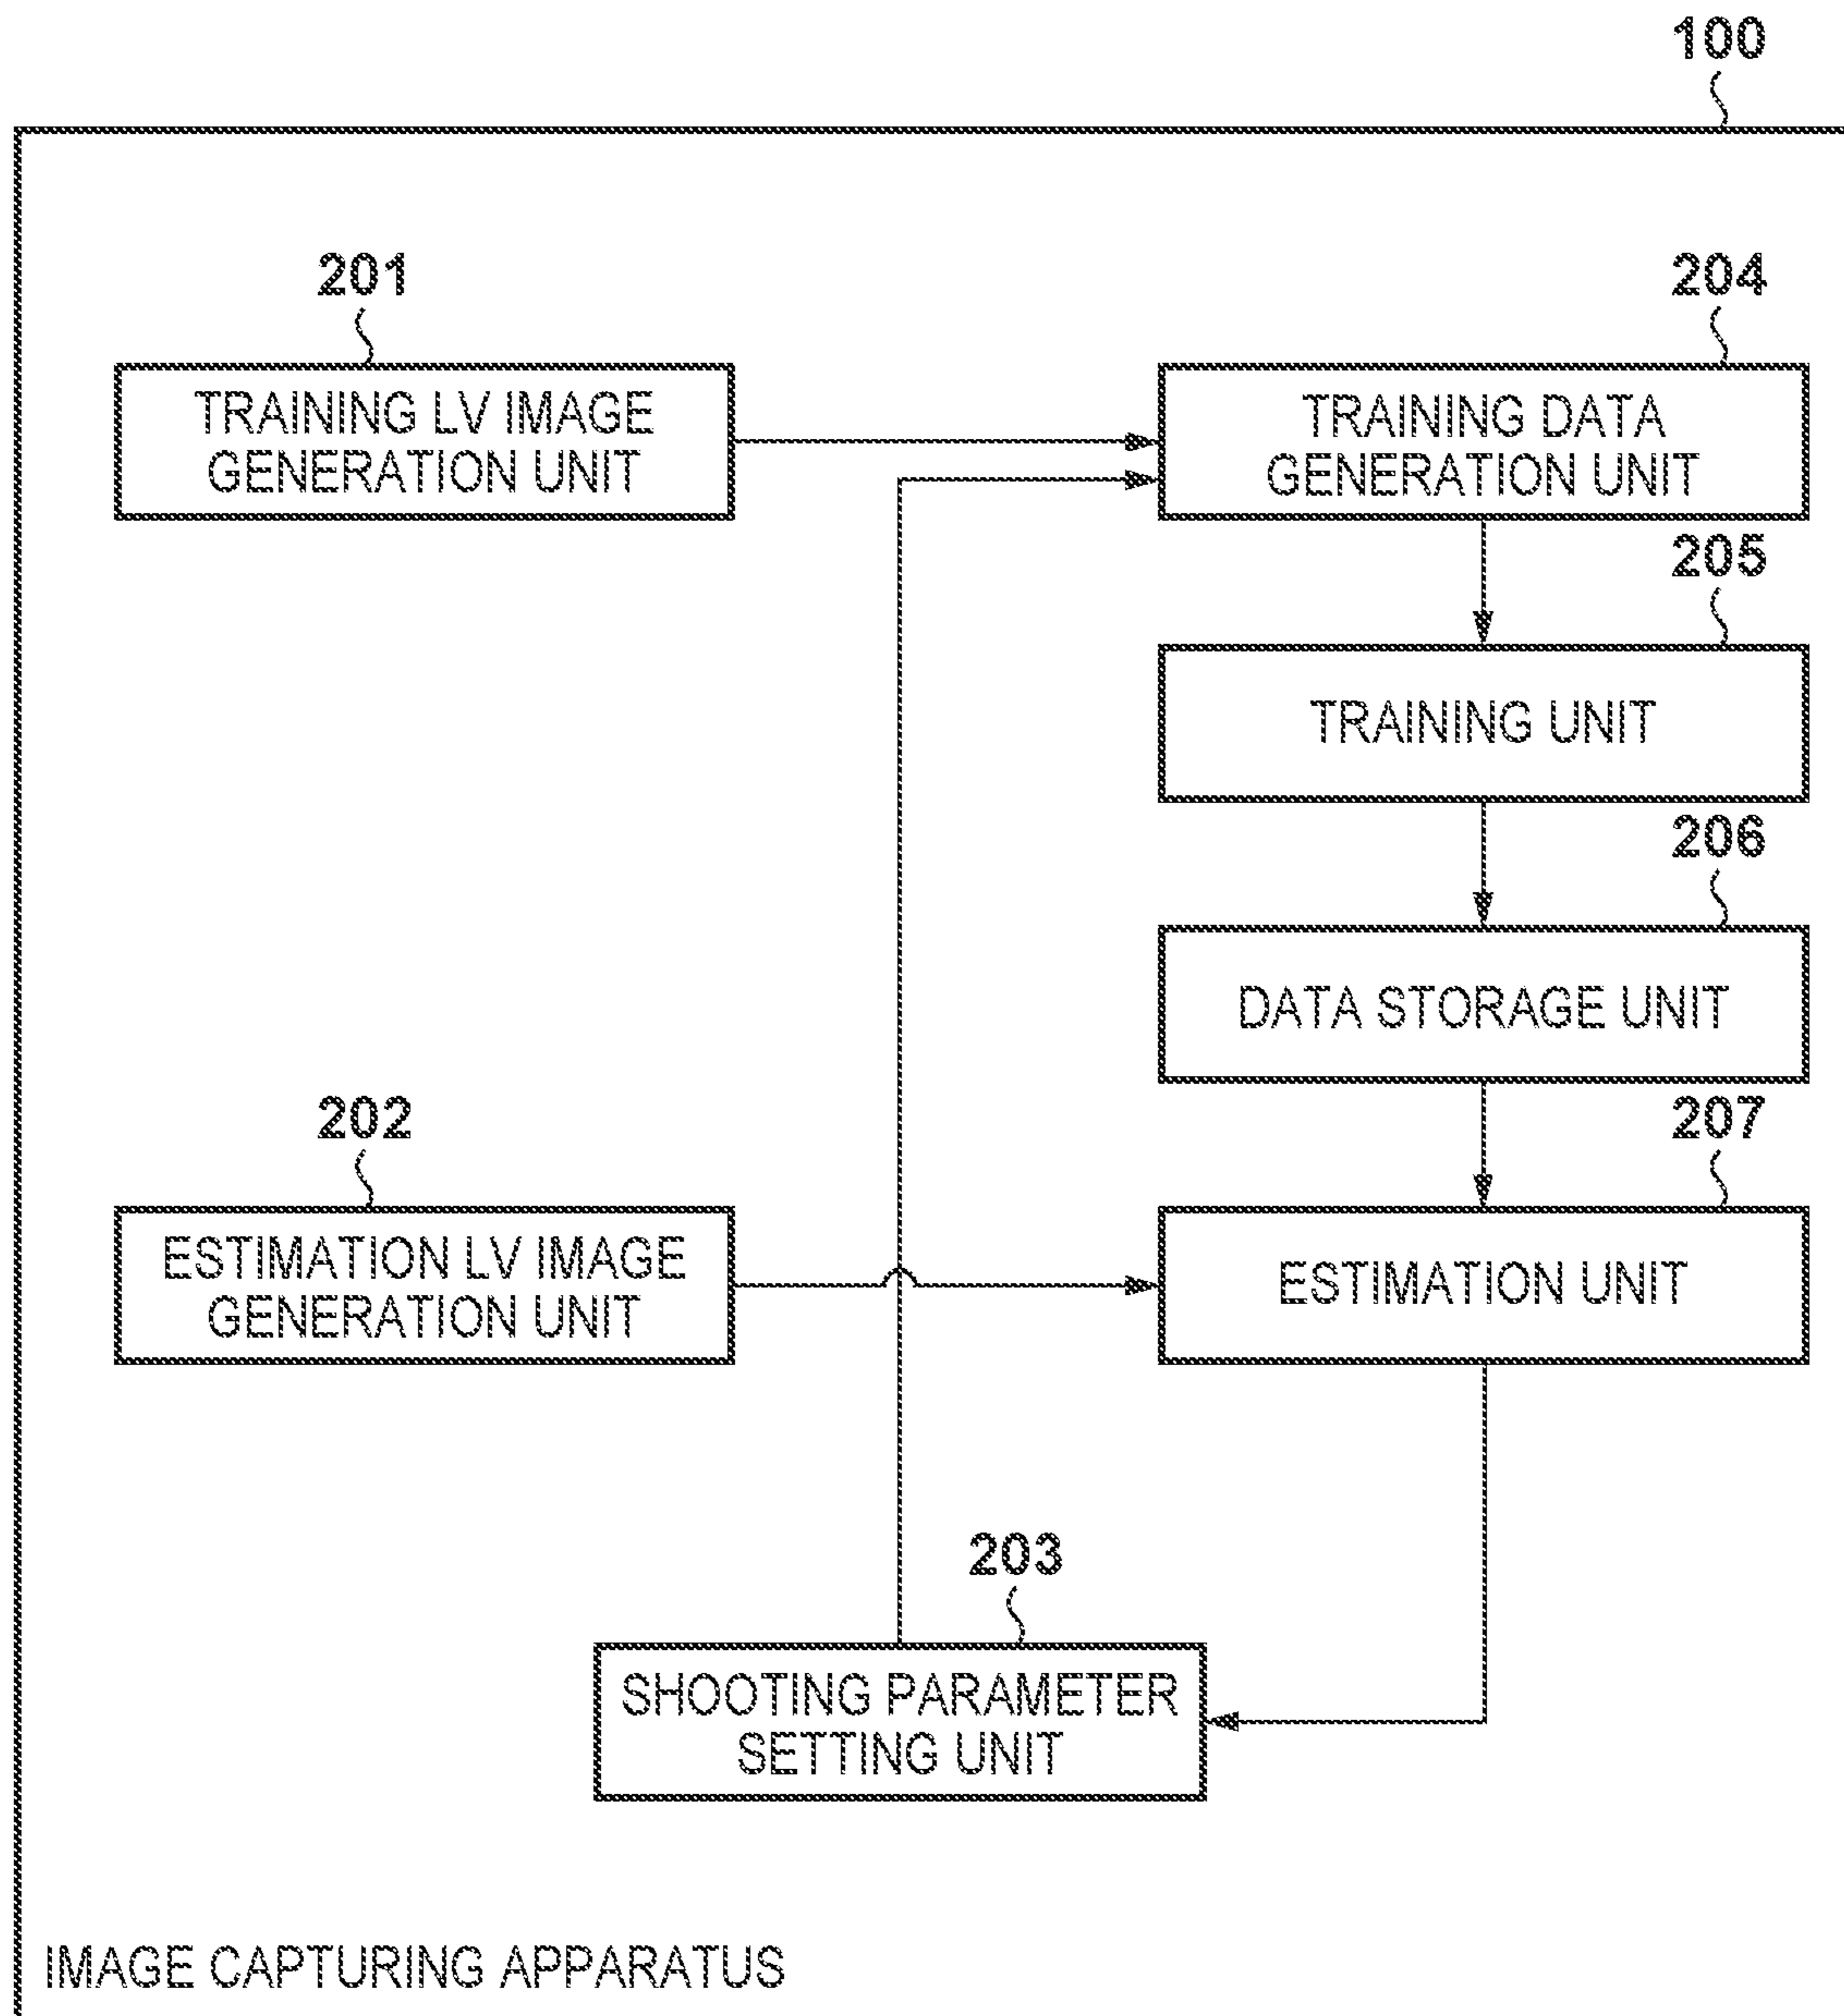 100
201
TRAINING LV IMAGE
GENERATION UNIT
204
TRAINING DATA
GENERATION UNIT
205
TRAINING UNIT
206
DATA STORAGE UNIT
202
ESTIMATION LV IMAGE
GENERATION UNIT
207
ESTIMATION UNIT
203
SHOOTING PARAMETER
SETTING UNIT
IMAGE CAPTURING APPARATUS